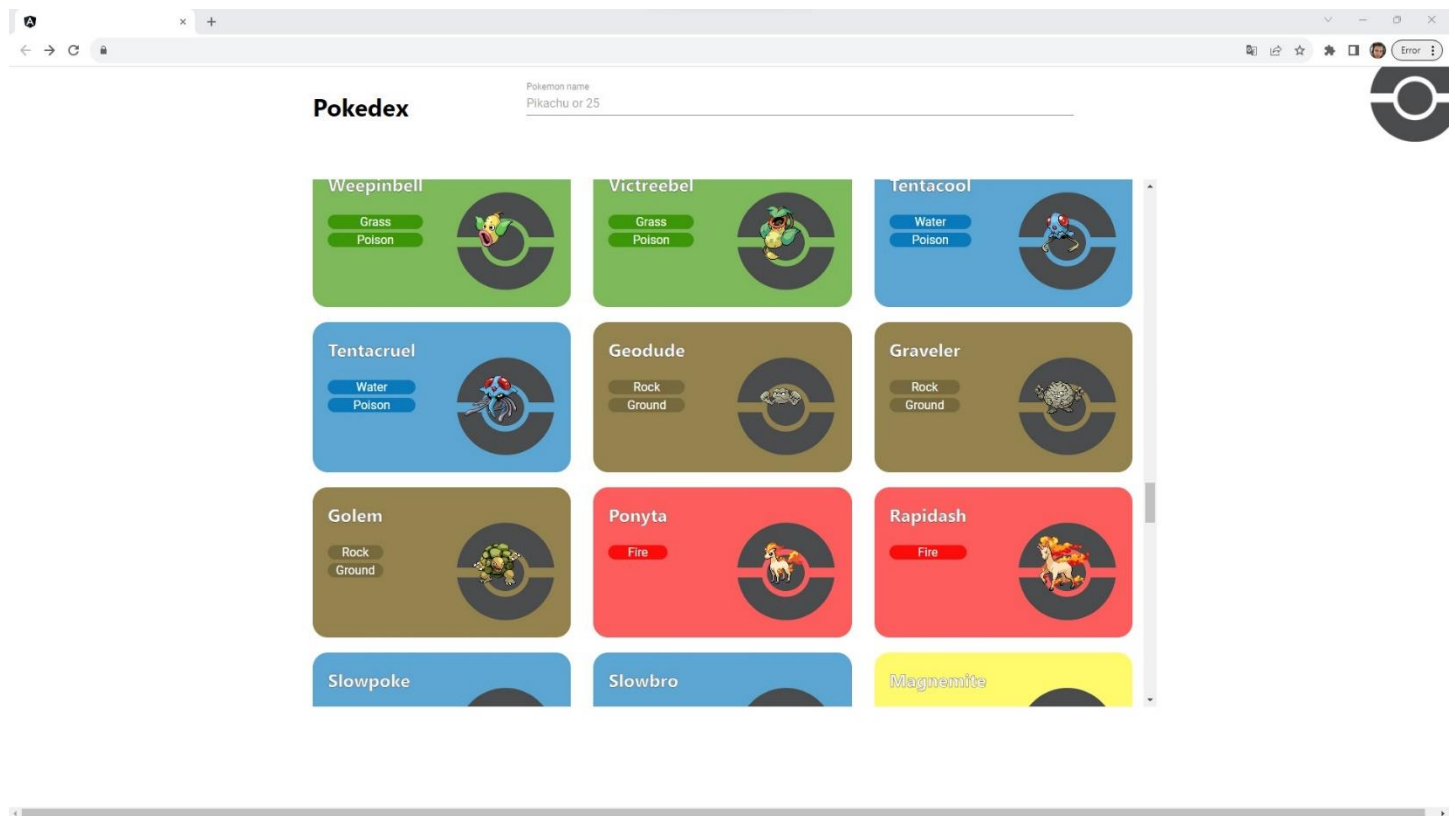 Error
Pokedex
Pokemon name
Pikachu or 25
Weepinbell
Grass
Poison
Victreebel
Grass
Poison
Tentacool
Water
Poison
Tentacruel
Water
Poison
Geodude
Rock
Ground
Graveler
Rock
Ground
Golem
Rock
Ground
Ponyta
Fire
Rapidash
Fire
Slowpoke
Slowbro
Magnemite